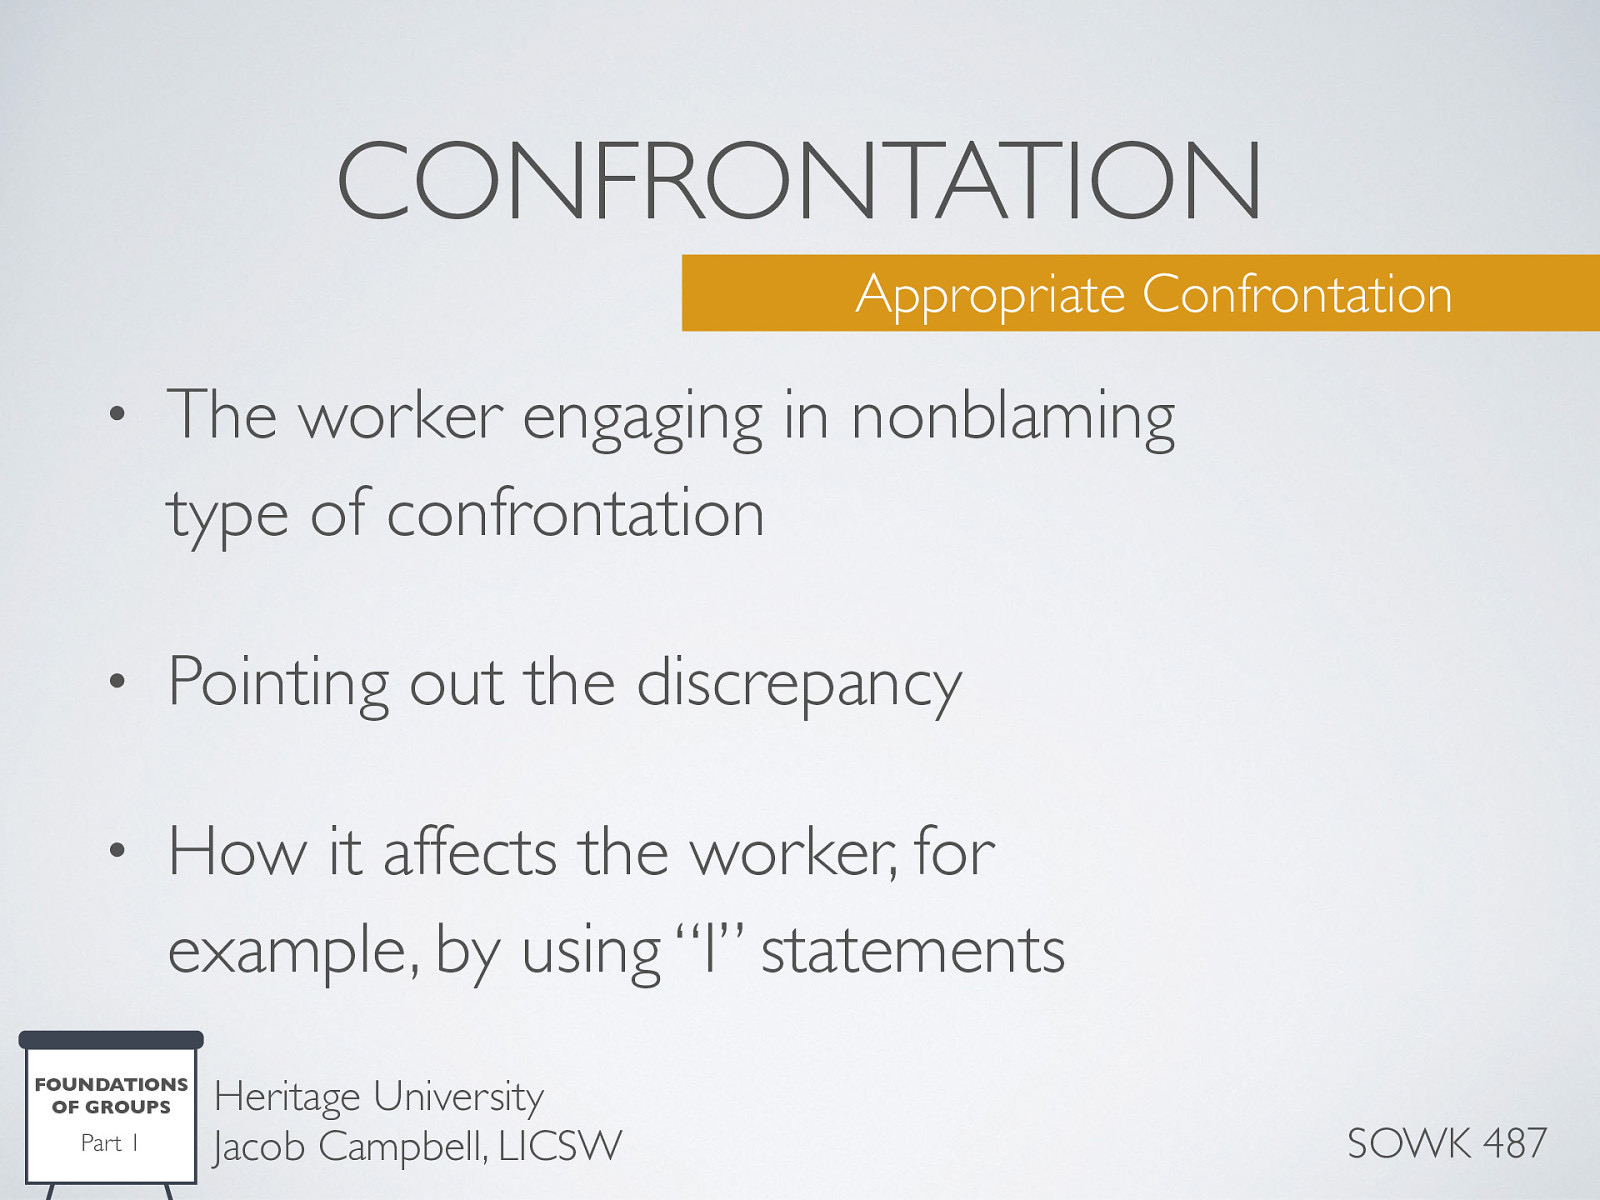 CONFRONTATION
Appropriate Confrontation
• The worker engaging in nonblaming
type of confrontation
• Pointing out the discrepancy
• How it affects the worker, for
example, by using “I” statements
FOUNDATIONS
OF GROUPS
Part 1
Heritage University
Jacob Campbell, LICSW
SOWK 487